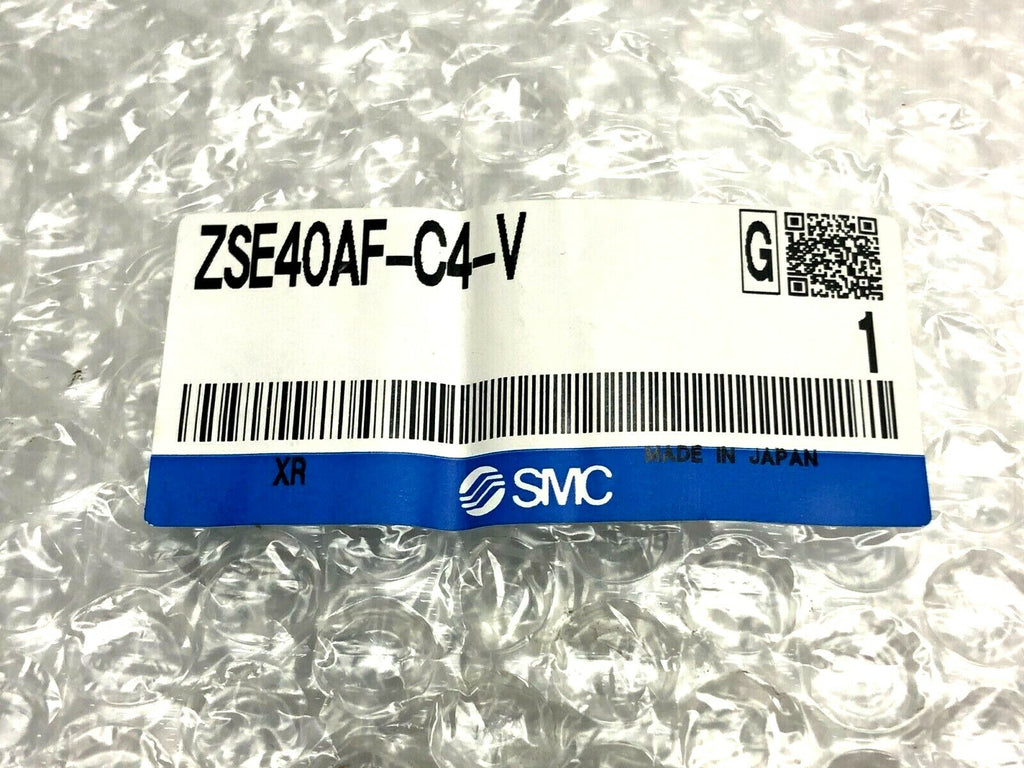 ZSE40AF-C4-V
G
1
XR
SMC
MADE IN JAPAN